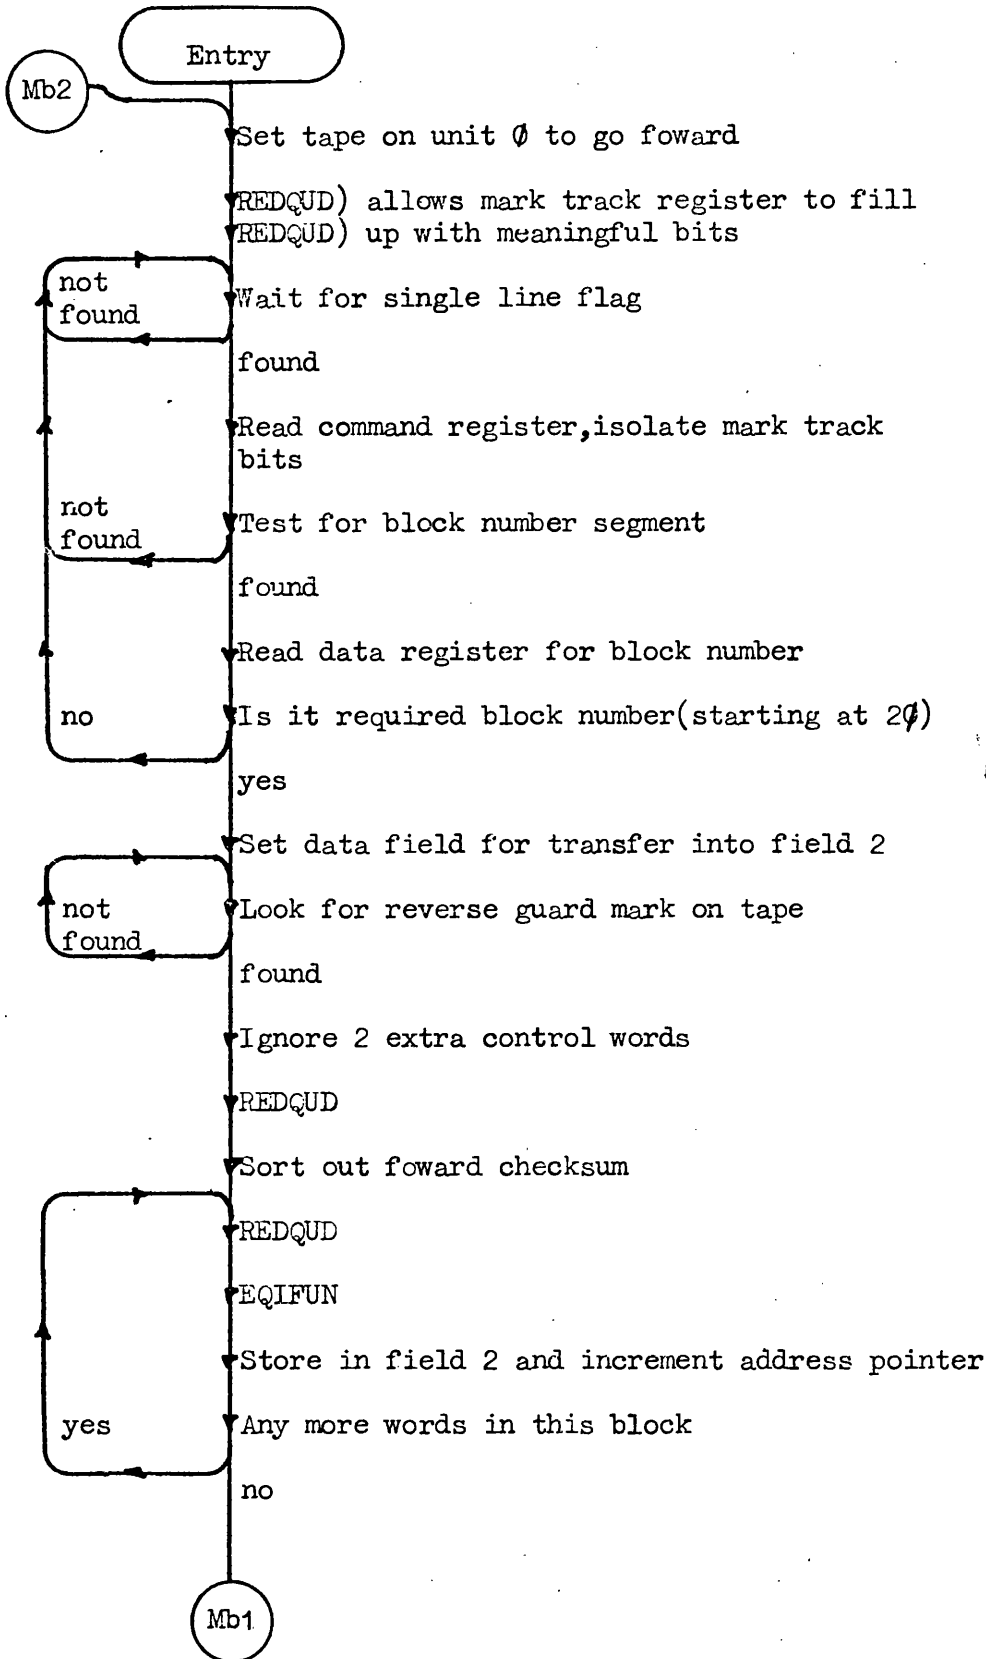 Entry
Mb2
Set tape on unit Ø to go foward
REDQUD) allows mark track register to fill
REDQUD) up with meaningful bits
not
found
Wait for single line flag
found
Read command register,isolate mark track
bits
not
found
Test for block number segment
found
Read data register for block number
no
Is it required block number(starting at 2Ø)
yes
Set data field for transfer into field 2
not
found
Look for reverse guard mark on tape
found
Ignore 2 extra control words
REDQUD
Sort out foward checksum
REDQUD
EQIFUN
Store in field 2 and increment address pointer
yes
Any more words in this block
no
Mb1